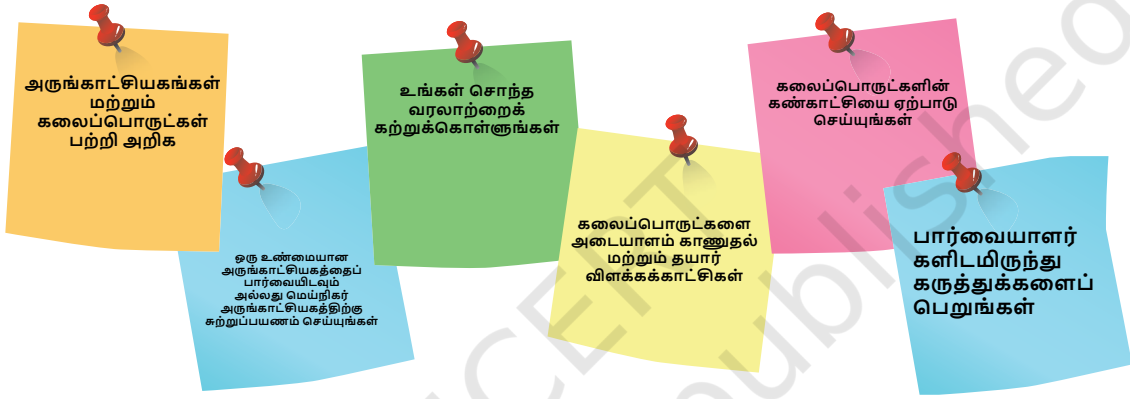 அருங்காட்சியகங்கள்
மற்றும்
கலைப்பொருட்கள்
பற்றி அறிக
ஒரு உண்மையான
அருங்காட்சியகத்தைப்
பார்வையிடவும்
அல்லது மெய்நிகர்
அருங்காட்சியகத்திற்கு
சுற்றுப்பயணம் செய்யுங்கள்
உங்கள் சொந்த
வரலாற்றைக்
கற்றுக்கொள்ளுங்கள்
கலைப்பொருட்களை
அடையாளம் காணுதல்
மற்றும் தயார்
விளக்கக்காட்சிகள்
கலைப்பொருட்களின்
கண்காட்சியை ஏற்பாடு
செய்யுங்கள்
பார்வையாளர்
களிடமிருந்து
கருத்துக்களைப்
பெறுங்கள்
NCERT
republished